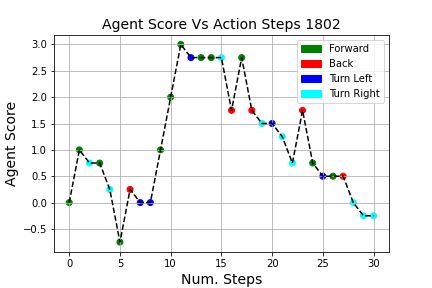 Agent Score Vs Action Steps 1802
Agent Score
3.0
2.5
2.0
1.5
1.0
0.5
0.0
−0.5
Forward
Back
Turn Left
Turn Right
0 5 10 15 20 25 30
Num. Steps